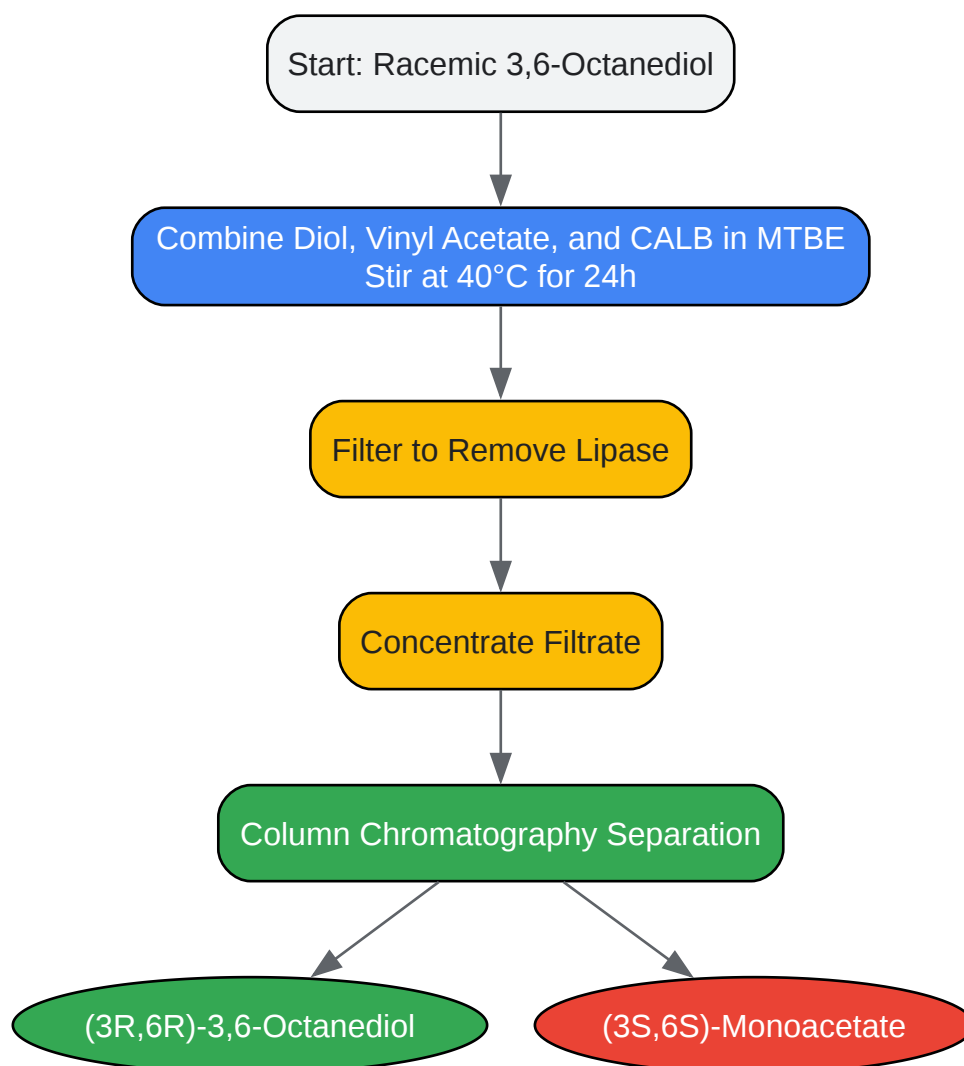 Start: Racemic 3,6-Octanediol
Combine Diol, Vinyl Acetate, and CALB in MTBE
Stir at 40°C for 24h
Filter to Remove Lipase
Concentrate Filtrate
Column Chromatography Separation
(3R,6R)-3,6-Octanediol
(3S,6S)-Monoacetate